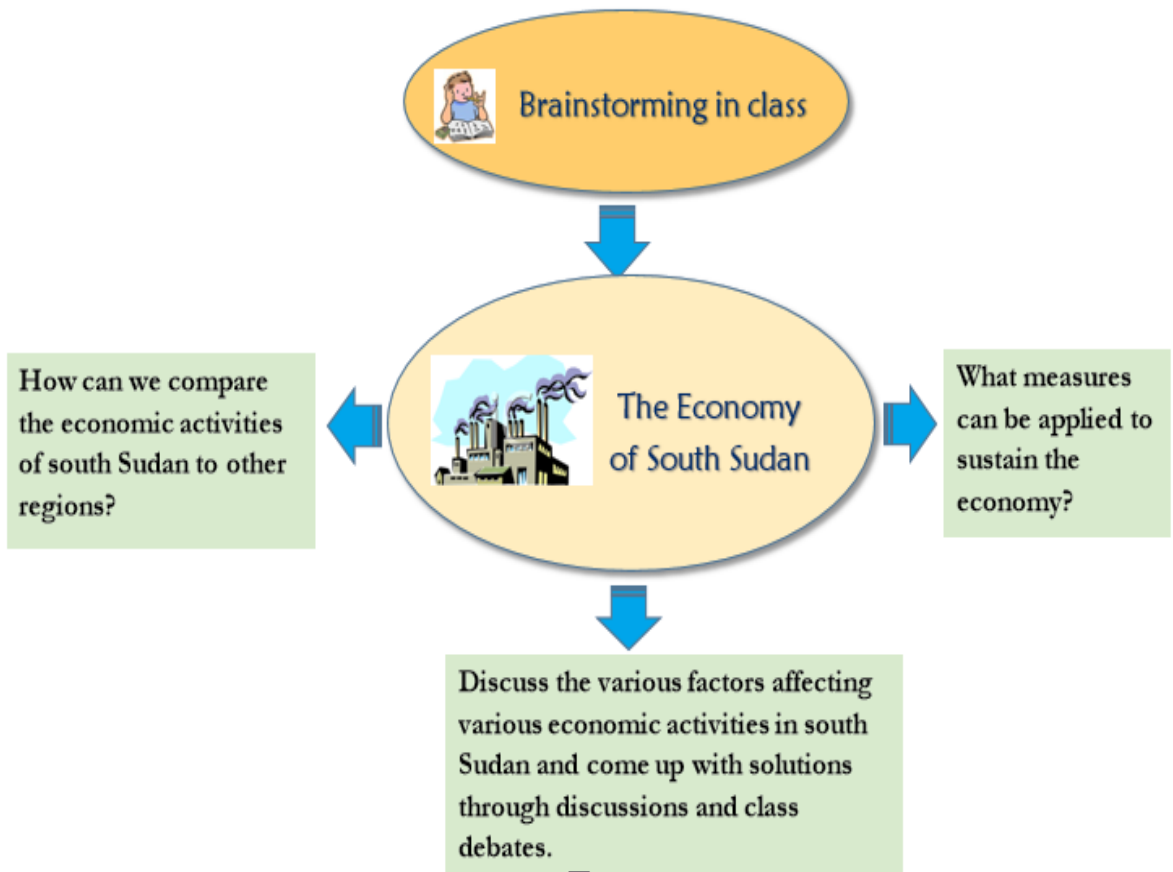 Brainstorming in class
The Economy
of South Sudan
How can we compare
the economic activities
of south Sudan to other
regions?
What measures
can be applied to
sustain the
economy?
Discuss the various factors affecting
various economic activities in south
Sudan and come up with solutions
through discussions and class
debates.